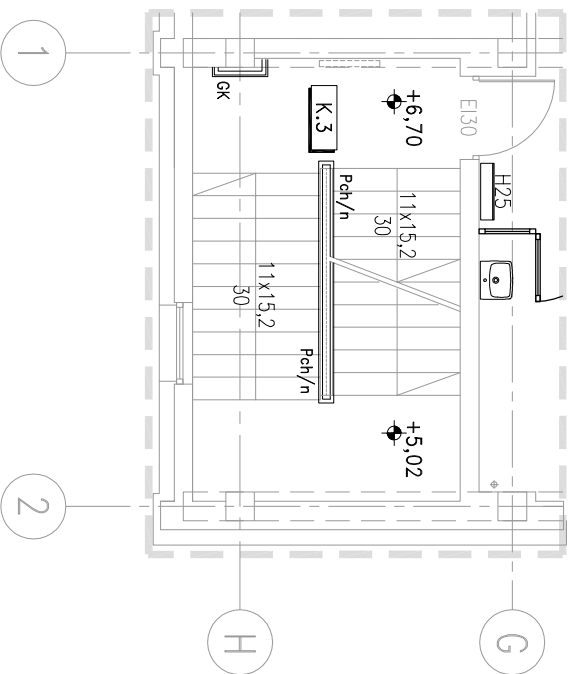 1
GK
K.3
+6,70
EI30
H25
Pch/n
11x15,2
30
11x15,2
30
Pch/n
+5,02
2
H
G